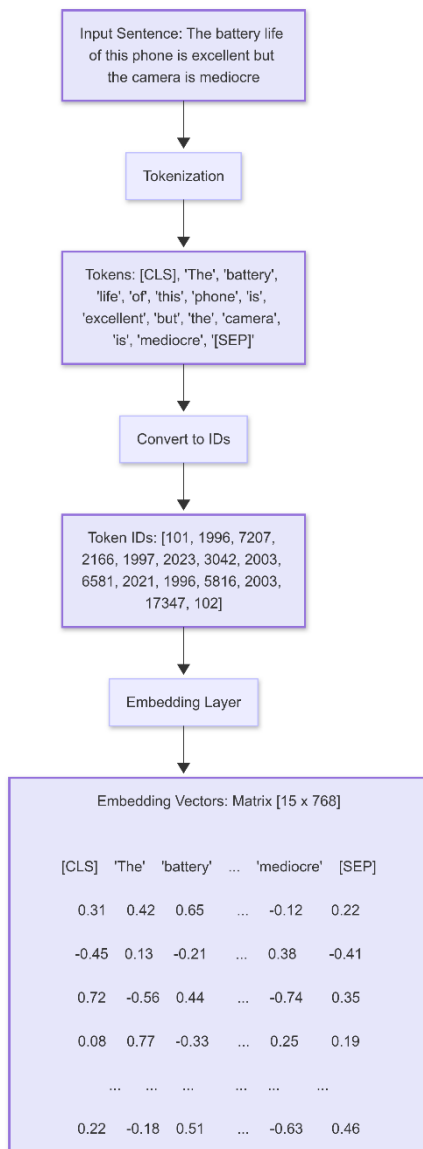 Input Sentence: The battery life
of this phone is excellent but
the camera is mediocre
Tokenization
Tokens: [CLS], 'The', 'battery',
'life', 'of', 'this', 'phone', 'is',
'excellent', 'but', 'the', 'camera',
'is', 'mediocre', '[SEP]'
Convert to IDs
Token IDs: [101, 1996, 7207,
2166, 1997, 2023, 3042, 2003,
6581, 2021, 1996, 5816, 2003,
17347, 102]
Embedding Layer
Embedding Vectors: Matrix [15 x 768]
[CLS] 'The' 'battery' ... 'mediocre' [SEP]
0.31 0.42 0.65 ... -0.12 0.22
-0.45 0.13 -0.21 ... 0.38 -0.41
0.72 -0.56 0.44 ... -0.74 0.35
0.08 0.77 -0.33 ... 0.25 0.19
... ... ... ... ... ...
0.22 -0.18 0.51 ... -0.63 0.46